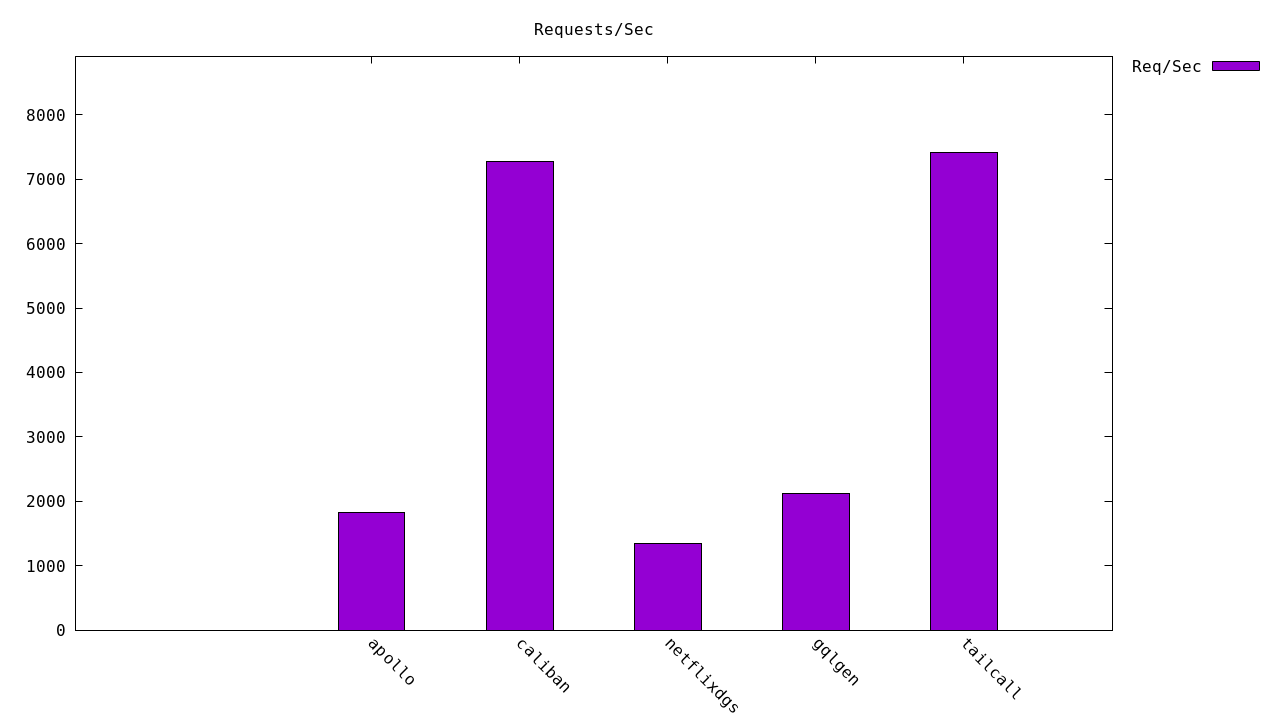 Requests/Sec
Req/Sec
8000
7000
6000
5000
4000
3000
2000
1000
0
apollo
caliban
netflixdgs
gqlgen
tailcall